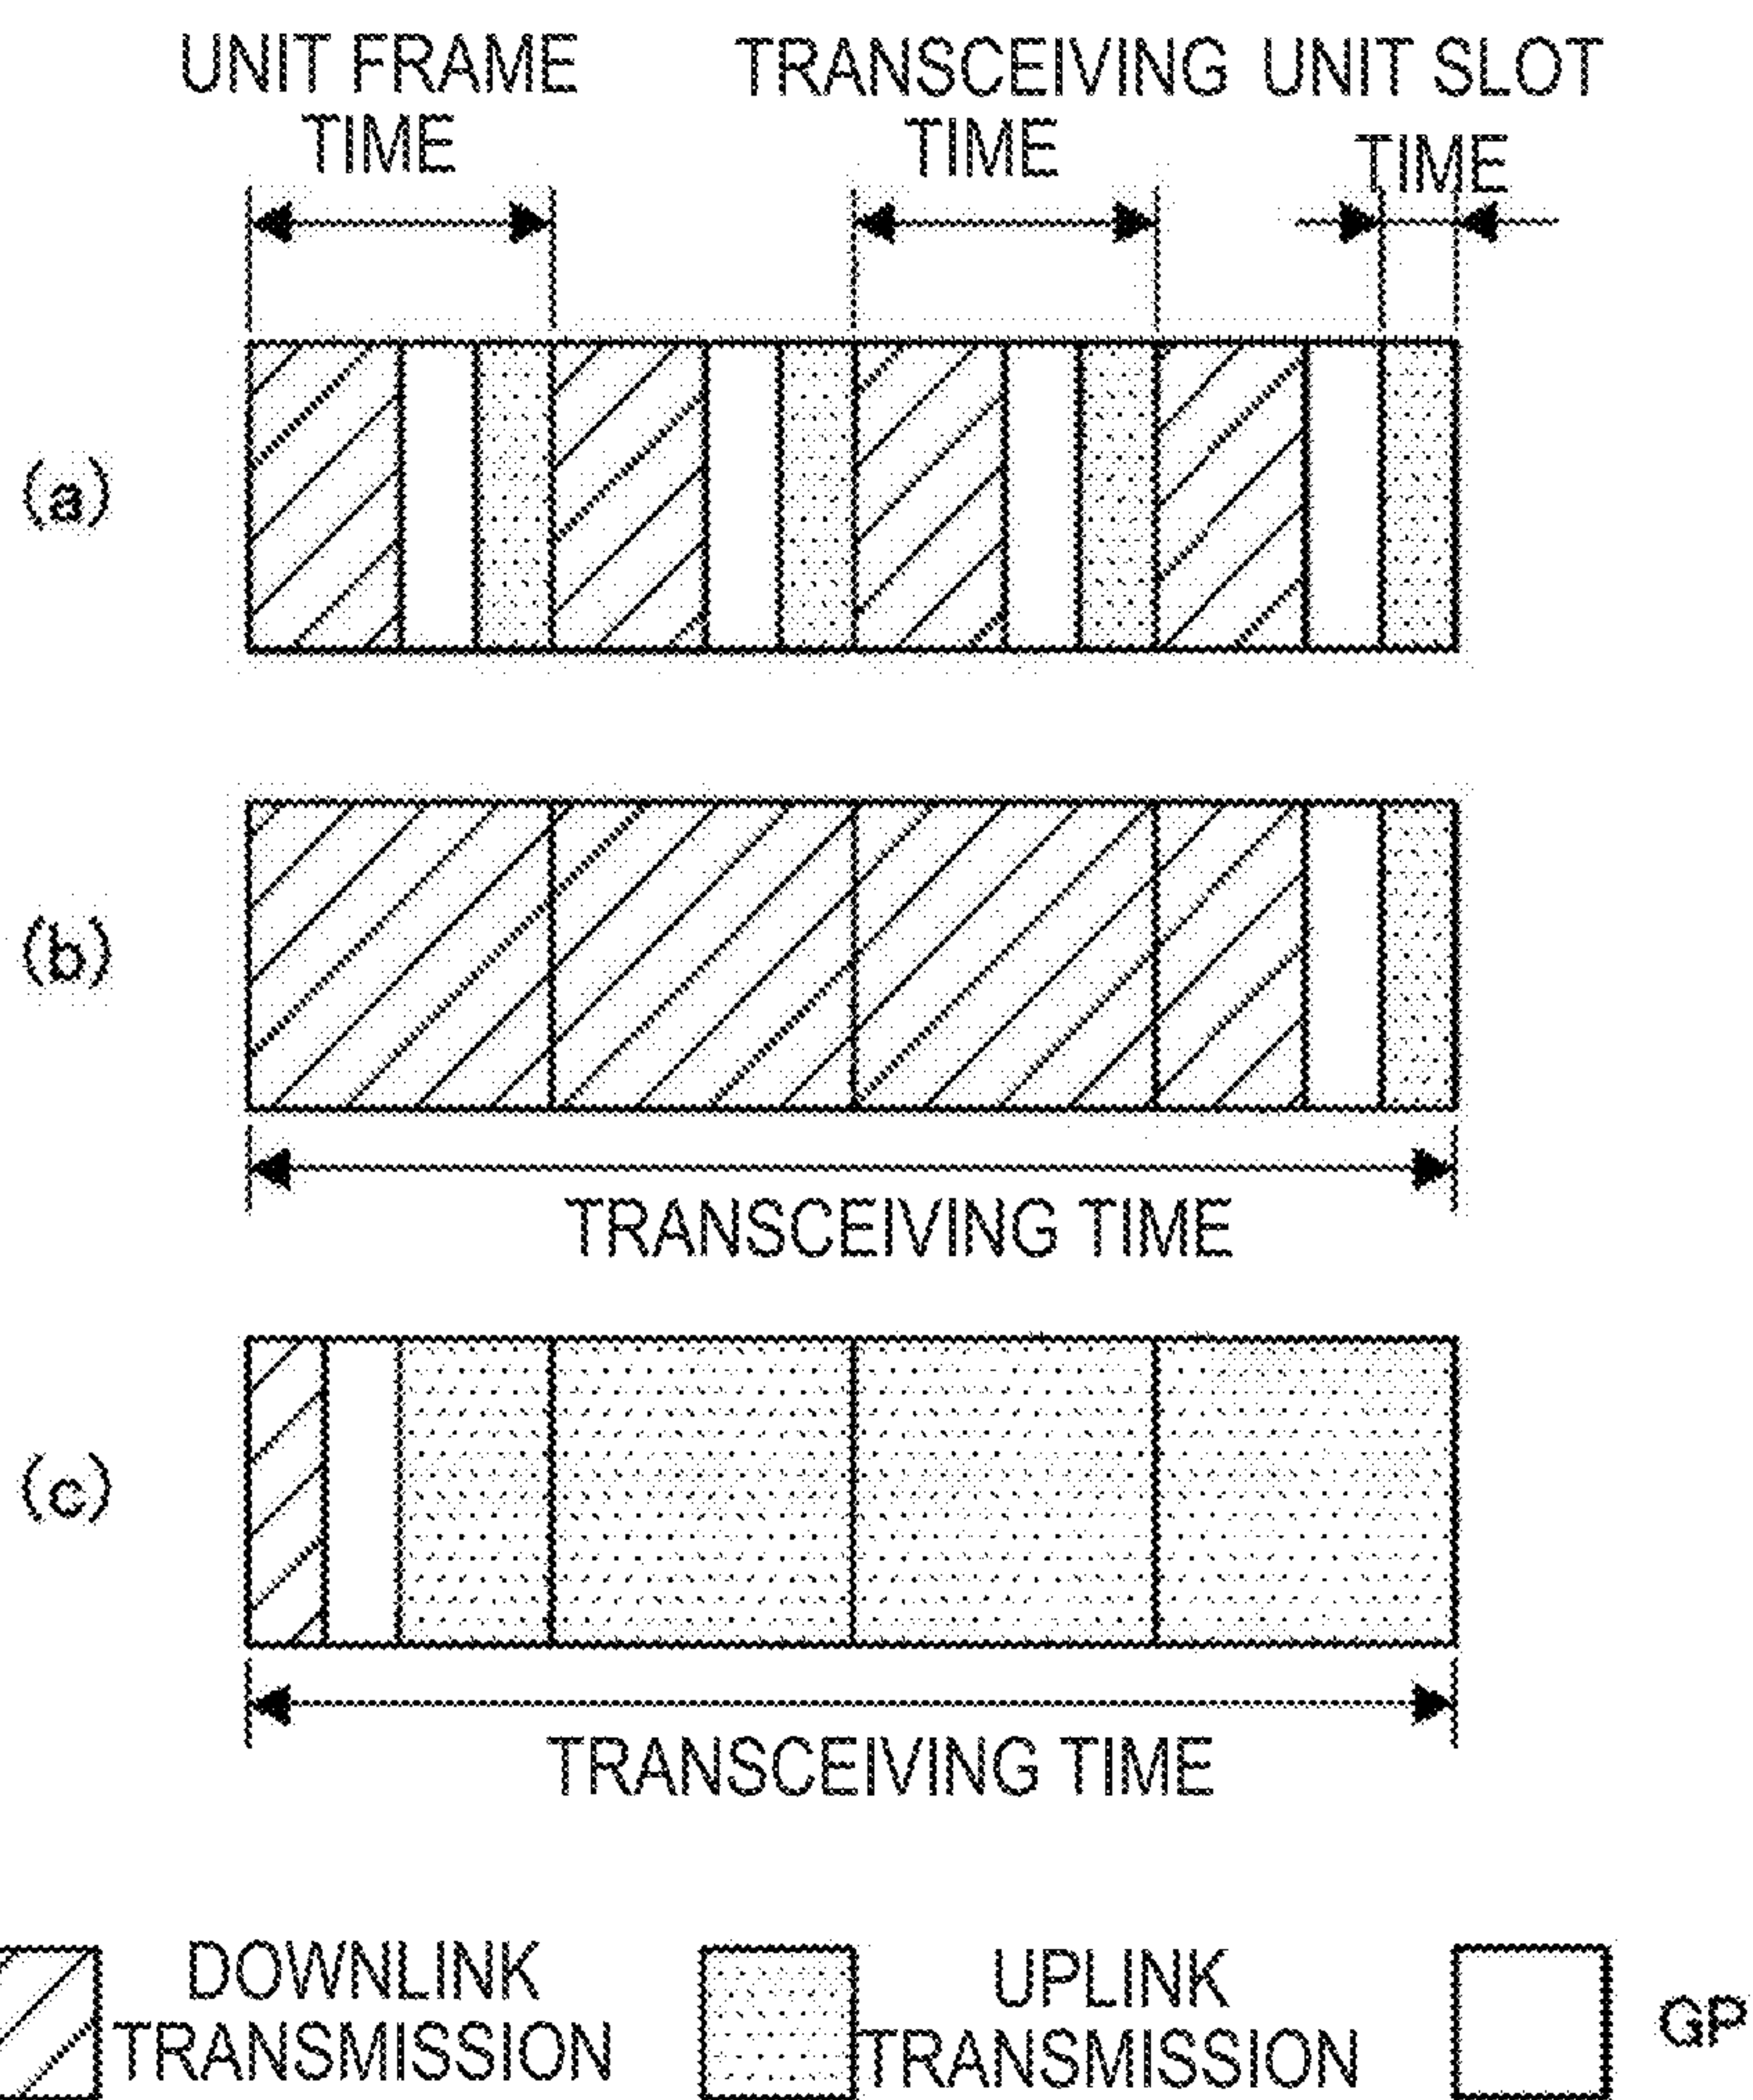 UNIT FRAME
TIME
TRANSCEIVING
TIME
UNIT SLOT
TIME
(a)
(b)
TRANSCEIVING TIME
(c)
TRANSCEIVING TIME
DOWNLINK
TRANSMISSION
UPLINK
TRANSMISSION
GP